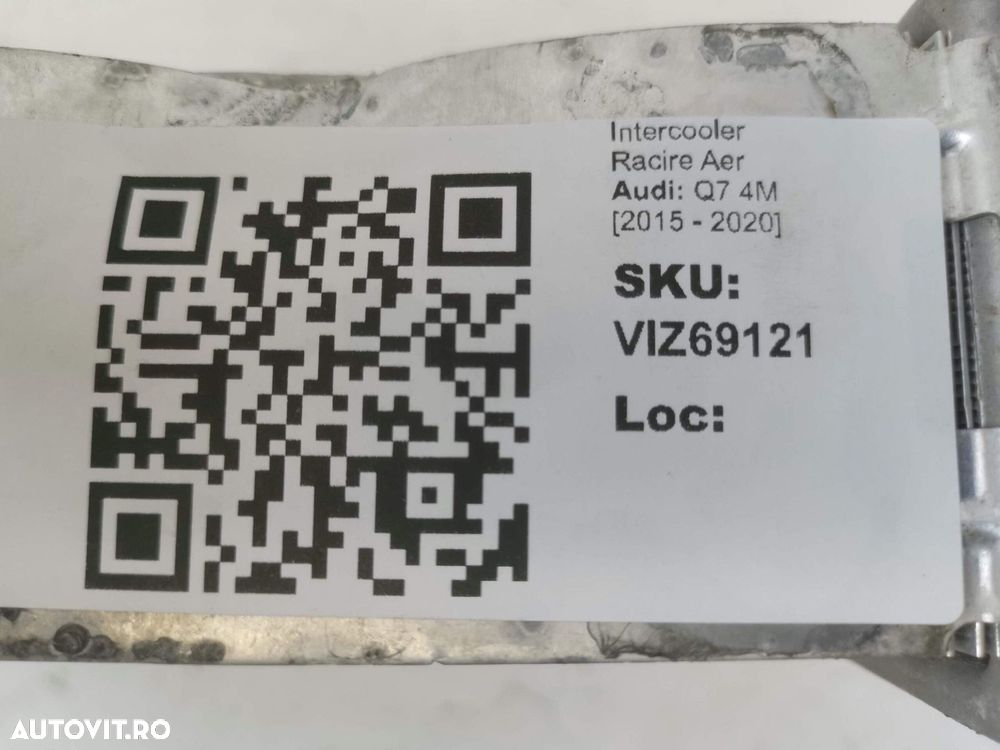 Intercooler
Racire Aer
Audi: Q7 4M
[2015 - 2020]
SKU:
VIZ69121
Loc:
AUTOVIT.RO